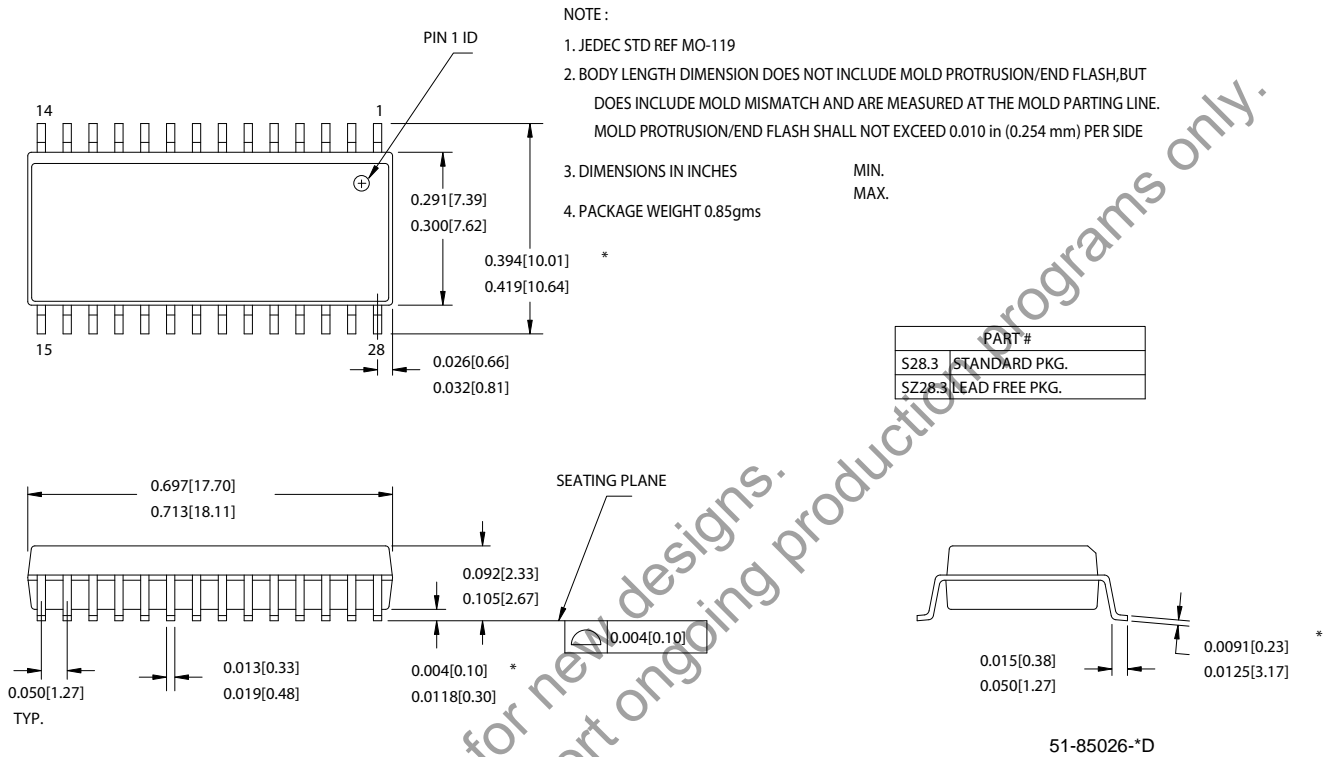 NOTE :
PIN 1 ID
1. JEDEC STD REF MO-119
2. BODY LENGTH DIMENSION DOES NOT INCLUDE MOLD PROTRUSION/END FLASH,BUT
DOES INCLUDE MOLD MISMATCH AND ARE MEASURED AT THE MOLD PARTING LINE.
MOLD PROTRUSION/END FLASH SHALL NOT EXCEED 0.010 in (0.254 mm) PER SIDE
3. DIMENSIONS IN INCHES MIN.
MAX.
4. PACKAGE WEIGHT 0.85gms
14 1
0.291[7.39]
0.300[7.62]
0.394[10.01] *
0.419[10.64]
15 28
0.026[0.66]
0.032[0.81]
PART #
S28.3 STANDARD PKG.
SZ28.3 LEAD FREE PKG.
0.697[17.70]
0.713[18.11]
SEATING PLANE
0.092[2.33]
0.105[2.67]
0.004[0.10]
0.050[1.27]
TYP.
0.013[0.33]
0.019[0.48]
0.004[0.10] *
0.0118[0.30]
0.015[0.38]
0.050[1.27]
0.0091[0.23] *
0.0125[3.17]
51-85026-*D
for new designs.
ort ongoing production programs only.